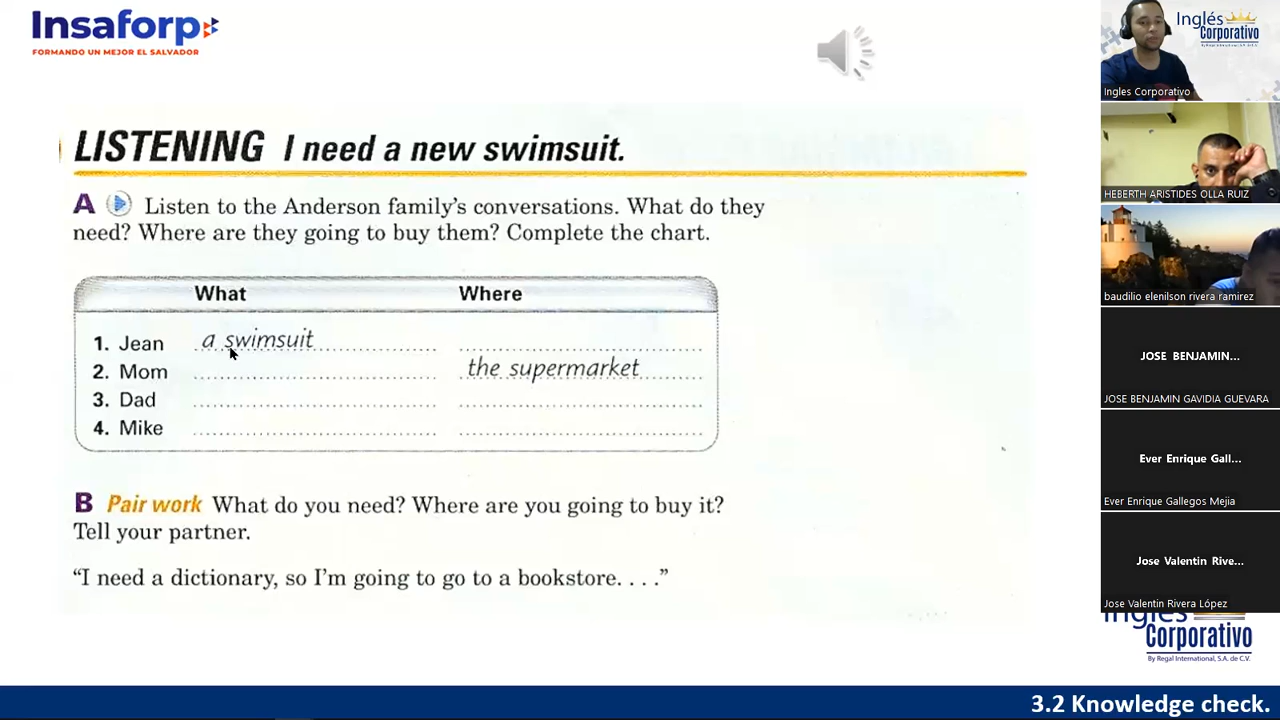 Insaforp
FORMANDO UN MEJOR EL SALVADOR
LISTENING I need a new swimsuit.
A Listen to the Anderson family's conversations. What do they
need? Where are they going to buy them? Complete the chart.
What Where
1. Jean a swimsuit
2. Mom the supermarket
3. Dad
4. Mike
B Pair work What do you need? Where are you going to buy it?
Tell your partner.
"I need a dictionary, so I'm going to go to a bookstore. . . ."
Inglés
Corporativo
Ingles Corporativo
HEBERTH ARISTIDES OLLA RUIZ
baudilio elenilson rivera ramirez
JOSE BENJAMIN...
JOSE BENJAMIN GAVIDIA GUEVARA
Ever Enrique Gall...
Ever Enrique Gallegos Mejia
Jose Valentin Rive...
Jose Valentin Rivera López
Inglés
Corporativo
By Regal International, S.A. de C.V.
3.2 Knowledge check.